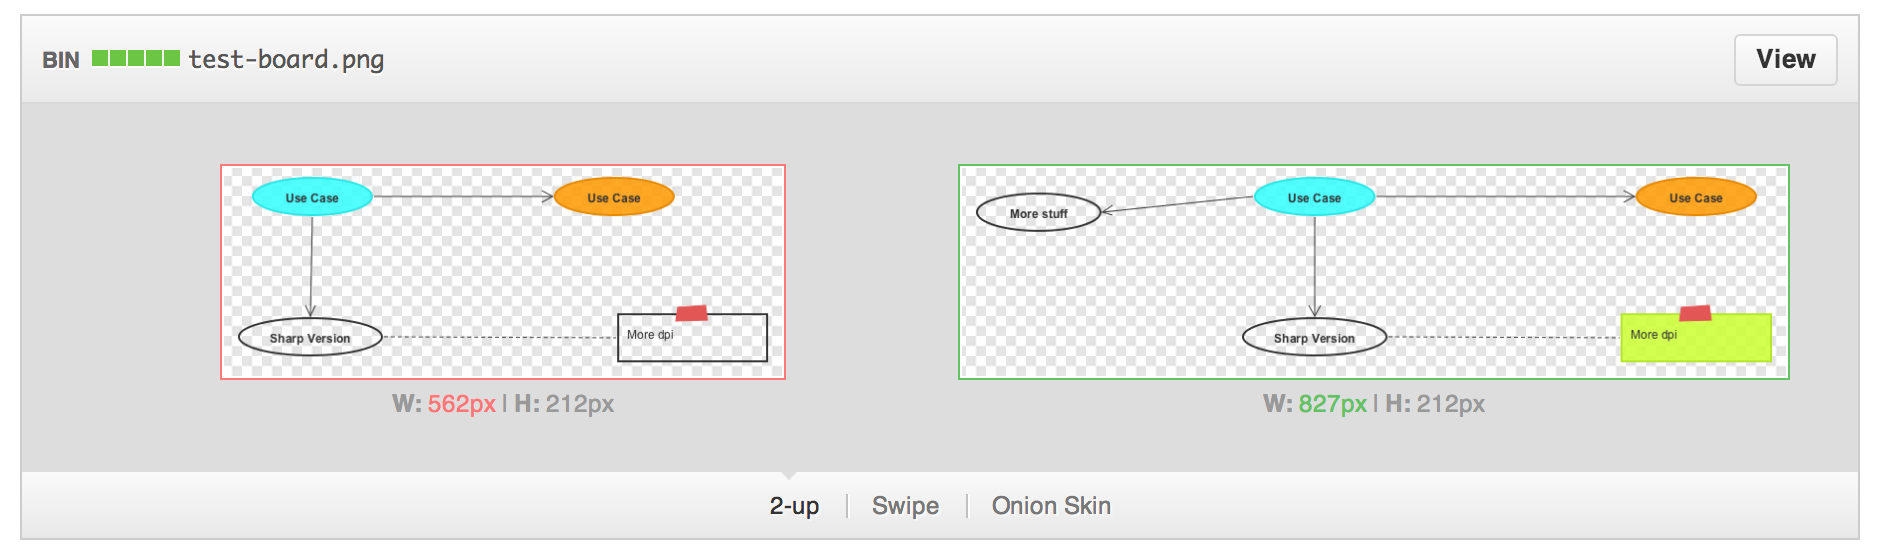 BIN test-board.png View
Use Case Use Case
Sharp Version More dpi
W: 562px | H: 212px
Use Case Use Case
More stuff
Sharp Version More dpi
W: 827px | H: 212px
2-up | Swipe | Onion Skin